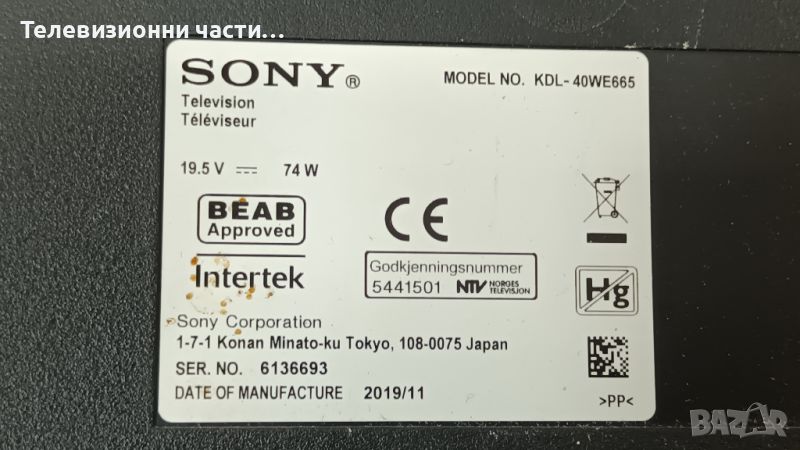 Телевизионни части...
SONY®
MODEL NO. KDL-40WE665
Television
Téléviseur
19.5 V 74 W
BEAB
Approved
CE
Intertek
Godkjenningsnummer
5441501 NTV NORGES TELEVISJON
Hg
Sony Corporation
1-7-1 Konan Minato-ku Tokyo, 108-0075 Japan
SER. NO. 6136693
DATE OF MANUFACTURE 2019/11
>PP<
BAZAR